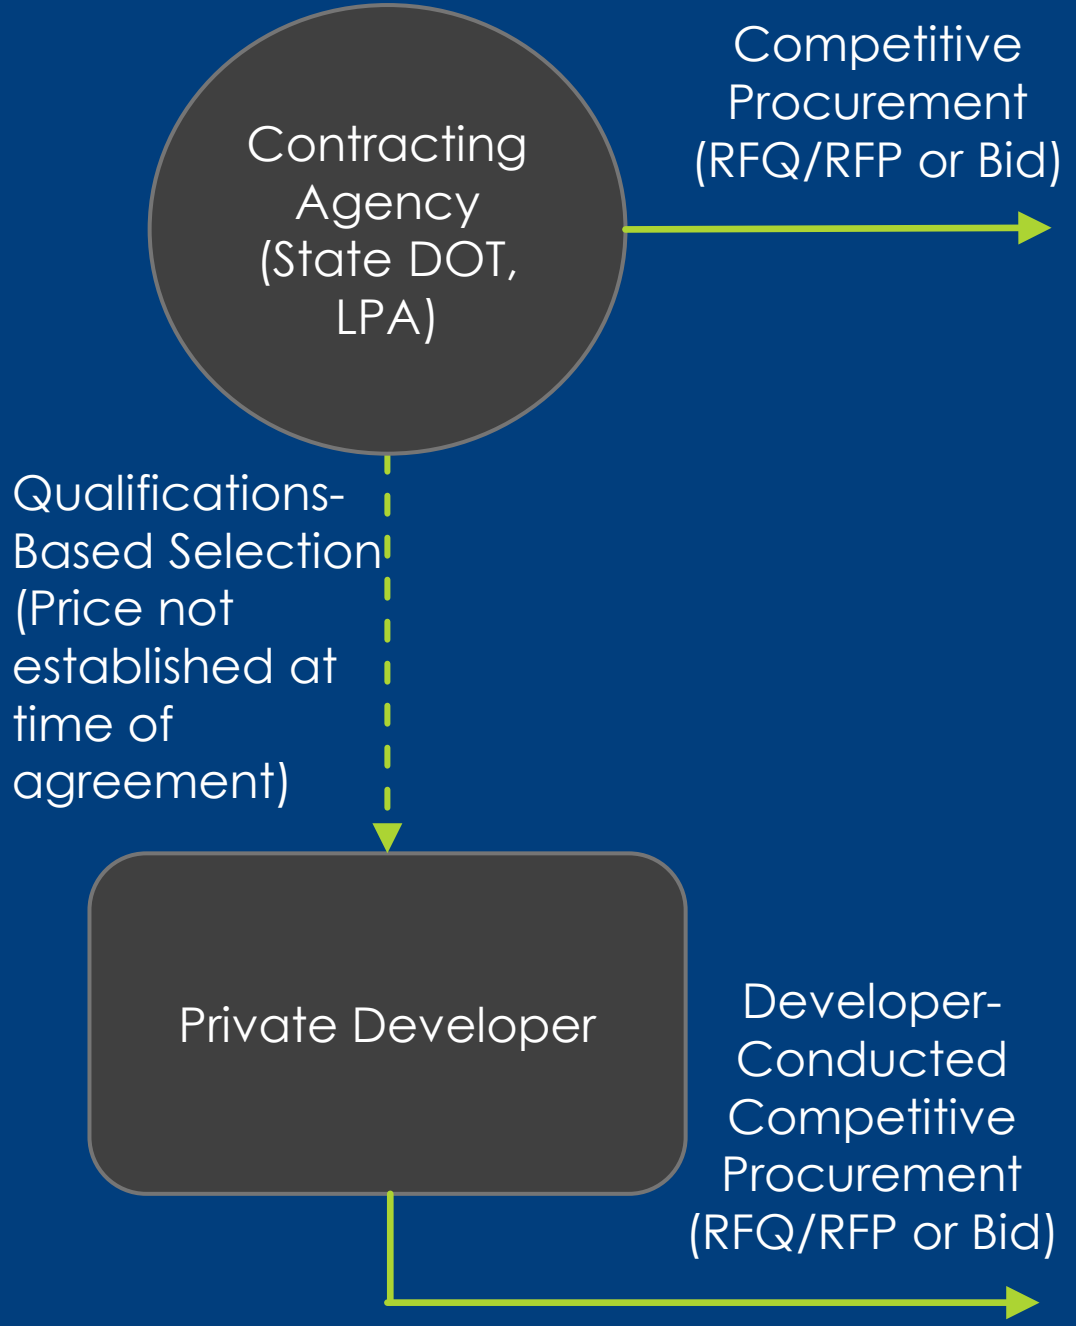 Contracting
Agency
(State DOT,
LPA)
Competitive
Procurement
(RFQ/RFP or Bid)
Qualifications-
Based Selection
(Price not
established at
time of
agreement)
Private Developer
Developer-
Conducted
Competitive
Procurement
(RFQ/RFP or Bid)